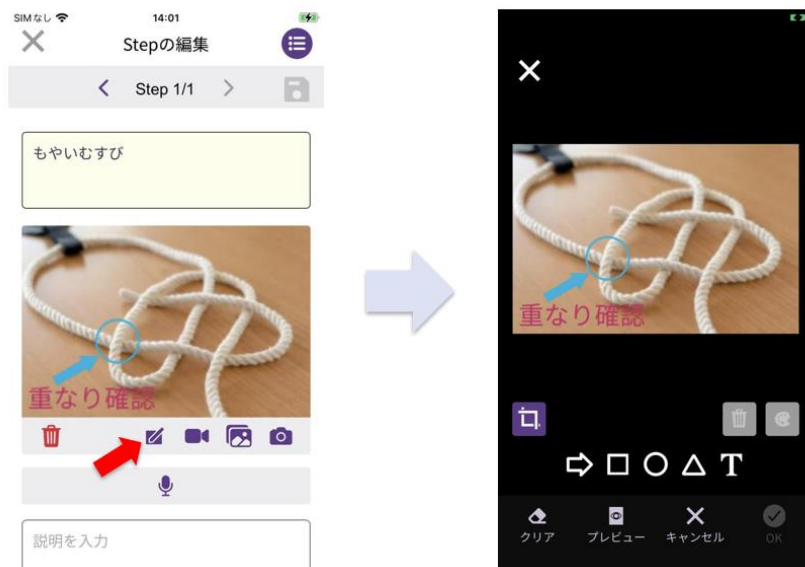 SIMなし 14:01
Stepの編集
Step 1/1
もやいむすび
重なり確認
説明を入力
重なり確認
T
クリア プレビュー キャンセル OK